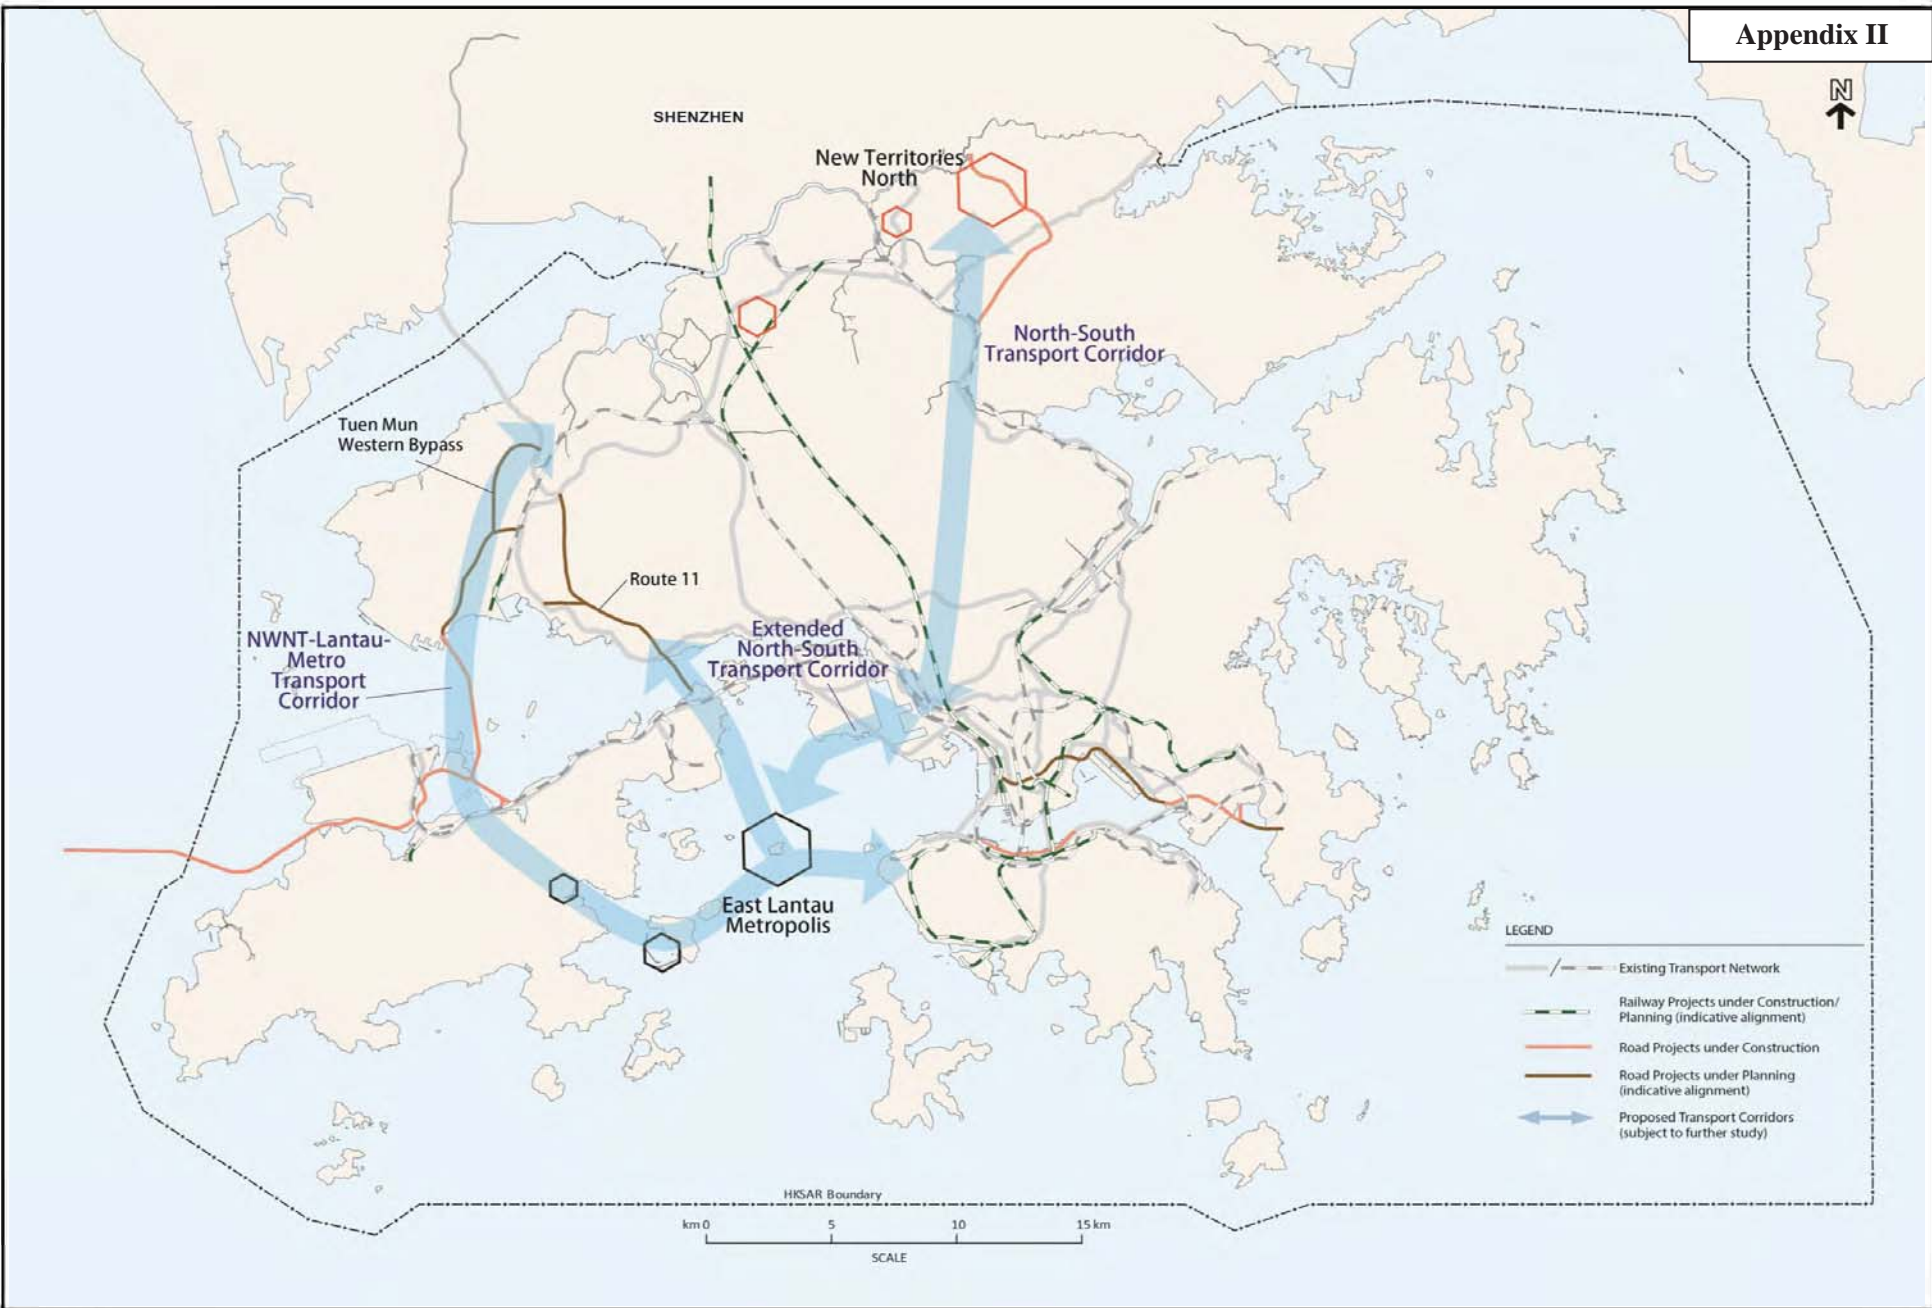 Appendix II
N
SHENZHEN
New Territories
North
North-South
Transport Corridor
Tuen Mun
Western Bypass
Route 11
NWNT-Lantau-
Metro
Transport
Corridor
Extended
North-South
Transport Corridor
East Lantau
Metropolis
LEGEND
Existing Transport Network
Railway Projects under Construction/
Planning (indicative alignment)
Road Projects under Construction
Road Projects under Planning
(indicative alignment)
Proposed Transport Corridors
(subject to further study)
HKSAR Boundary
km 0 5 10 15 km
SCALE